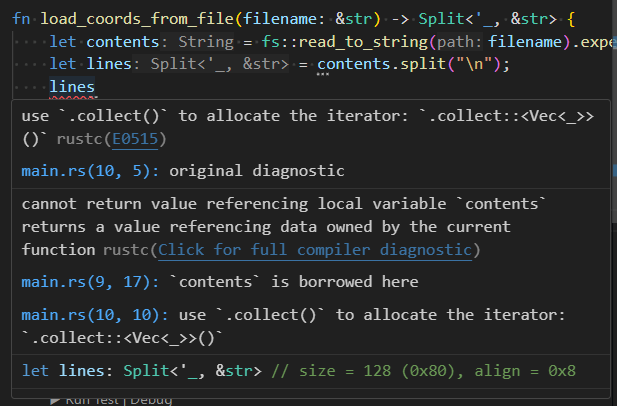 fn load_coords_from_file(filename: &str) -> Split<'_, &str> {
let contents: String = fs::read_to_string(path: filename).expe
let lines: Split<'_, &str> = contents.split("\n");
lines
use `.collect()` to allocate the iterator: `.collect::<Vec<_>>
()` rustc(E0515)
main.rs(10, 5): original diagnostic
cannot return value referencing local variable `contents`
returns a value referencing data owned by the current
function rustc(Click for full compiler diagnostic)
main.rs(9, 17): `contents` is borrowed here
main.rs(10, 10): use `.collect()` to allocate the iterator:
`.collect::<Vec<_>>()`
let lines: Split<'_, &str> // size = 128 (0x80), align = 0x8
▶ Run Test | Debug